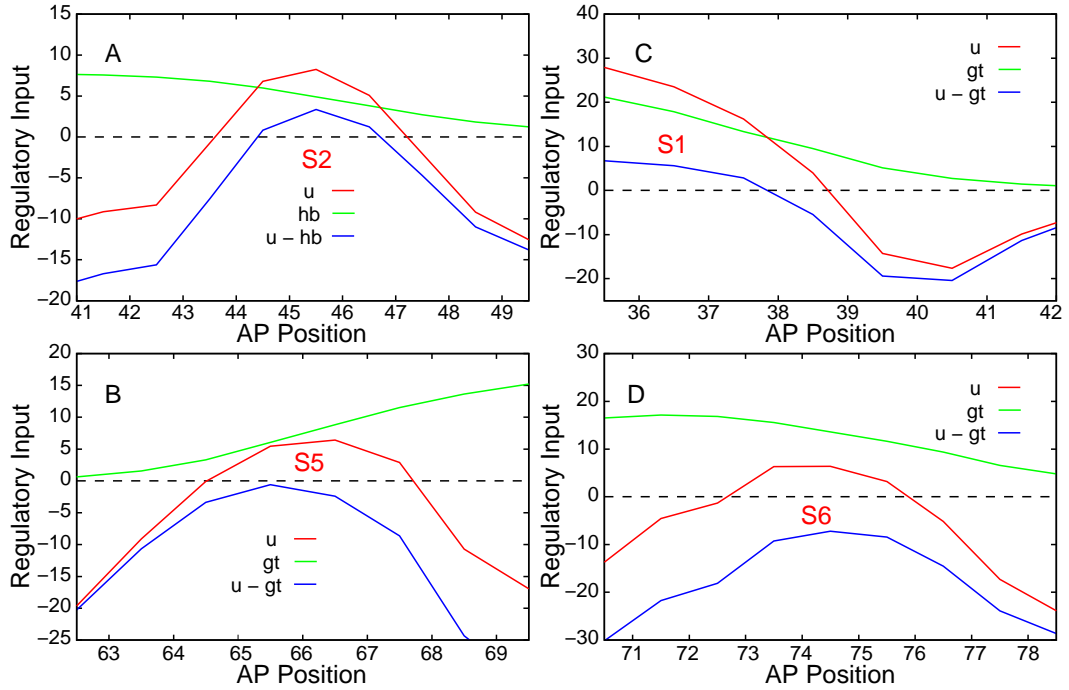 A
Regulatory Input
15
10
5
0
−5
−10
−15
−20
S2
u
hb
u − hb
41 42 43 44 45 46 47 48 49
AP Position
C
Regulatory Input
40
30
20
10
0
−10
−20
u
gt
u − gt
S1
36 37 38 39 40 41 42
AP Position
B
Regulatory Input
20
15
10
5
0
−5
−10
−15
−20
−25
S5
u
gt
u − gt
63 64 65 66 67 68 69
AP Position
D
Regulatory Input
30
20
10
0
−10
−20
−30
u
gt
u − gt
S6
71 72 73 74 75 76 77 78
AP Position